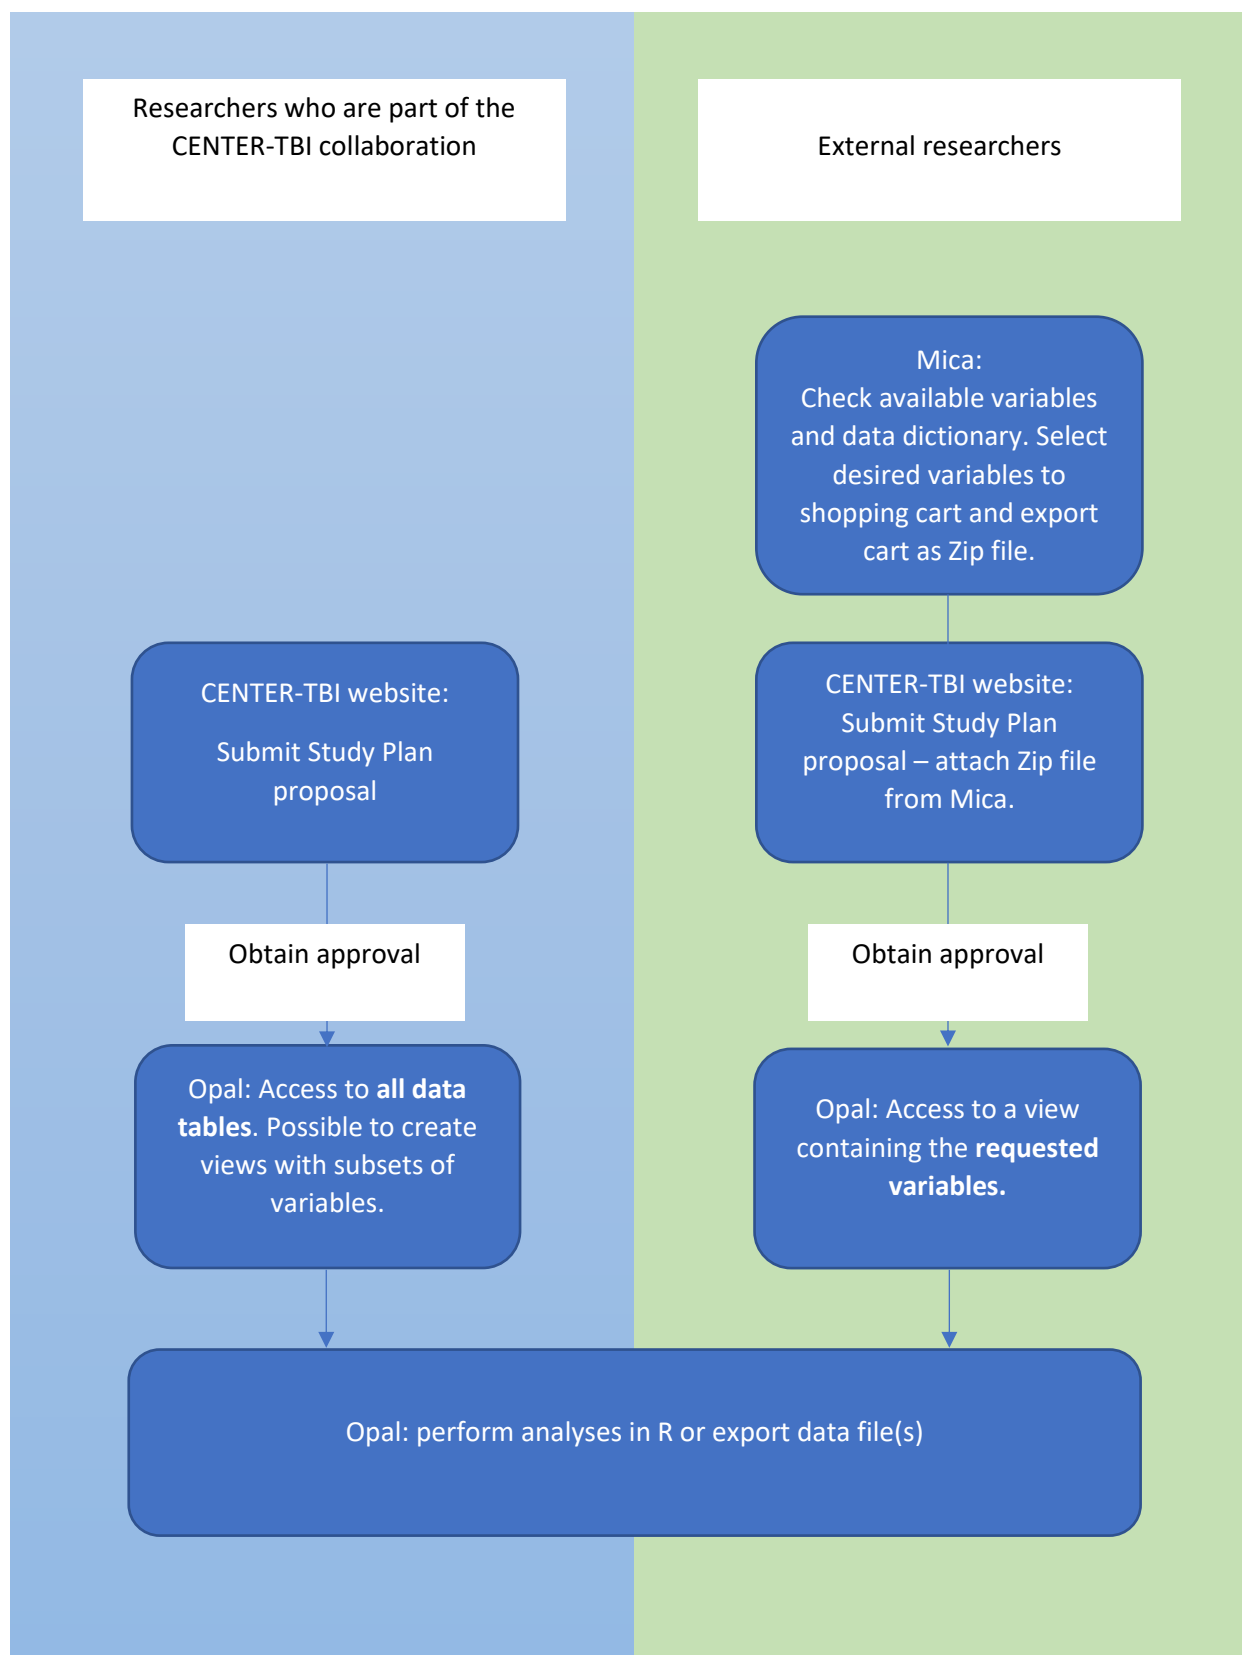 Researchers who are part of the
CENTER-TBI collaboration
External researchers
Mica:
Check available variables
and data dictionary. Select
desired variables to
shopping cart and export
cart as Zip file.
CENTER-TBI website:
Submit Study Plan
proposal
CENTER-TBI website:
Submit Study Plan
proposal – attach Zip file
from Mica.
Obtain approval
Obtain approval
Opal: Access to all data
tables. Possible to create
views with subsets of
variables.
Opal: Access to a view
containing the requested
variables.
Opal: perform analyses in R or export data file(s)